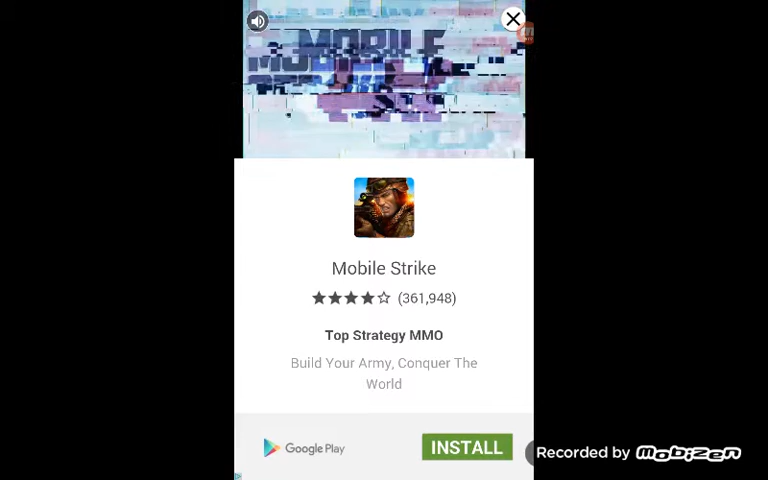 MOBILE
Mobile Strike
(361,948)
Top Strategy MMO
Build Your Army, Conquer The
World
Google Play
INSTALL
Recorded by mobizen